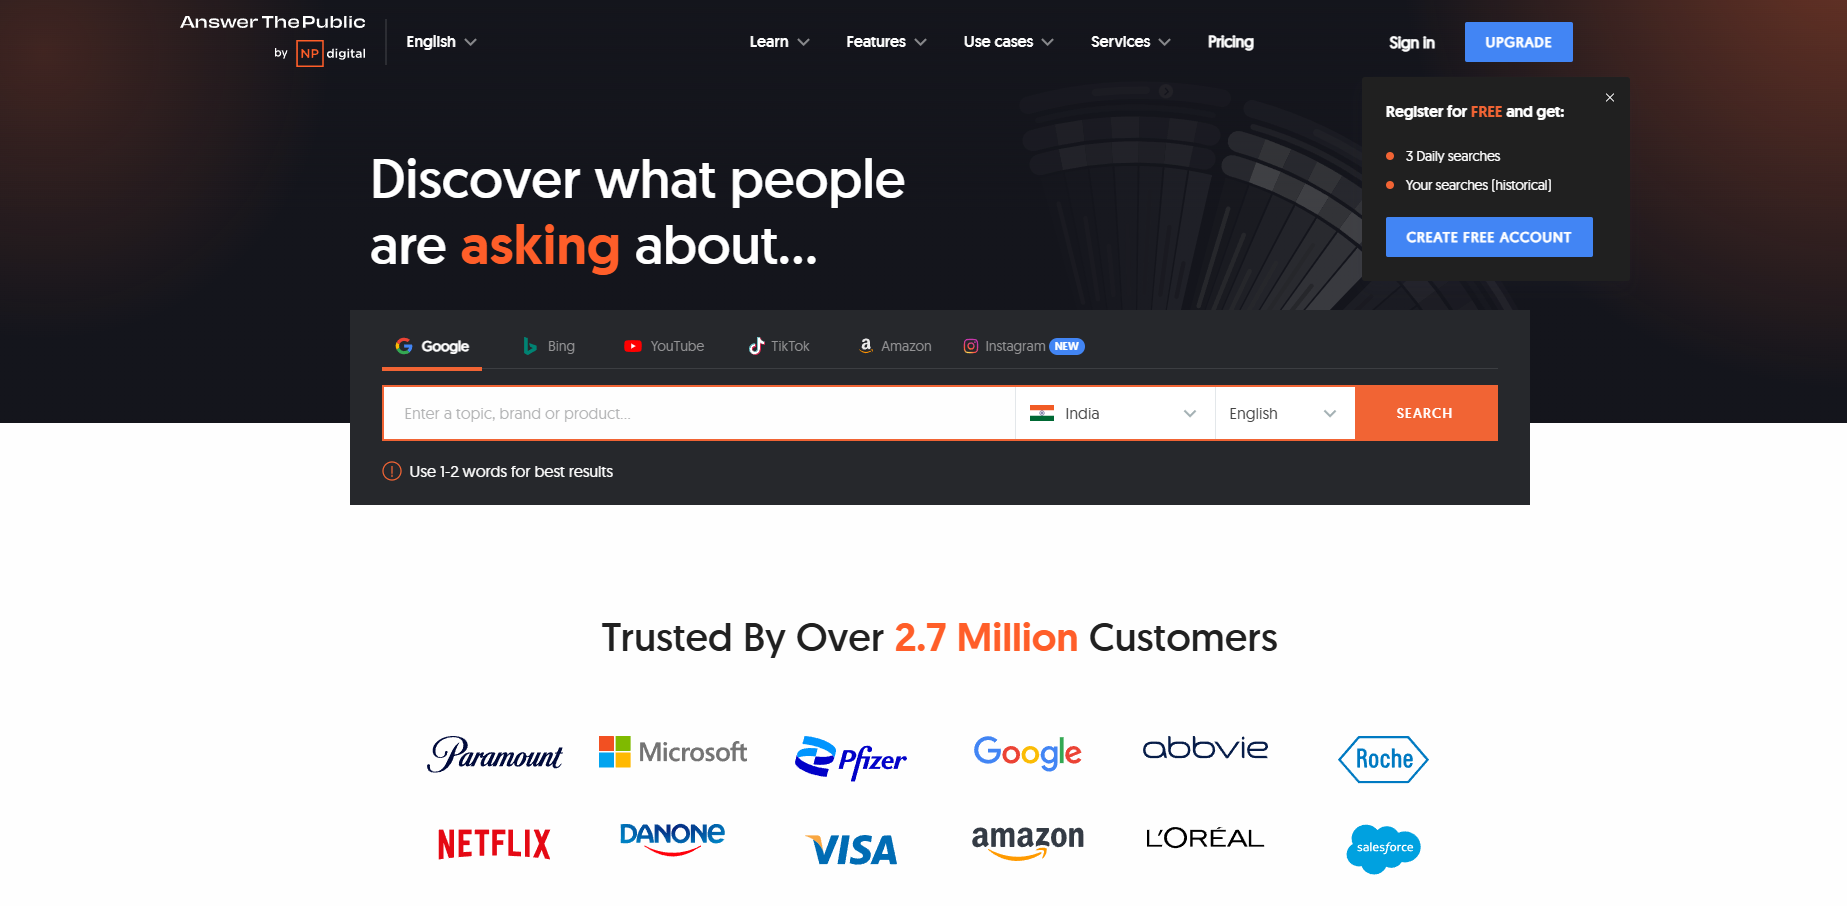 Answer The Public
by NP digital
English
Learn
Features
Use cases
Services
Pricing
Sign in
UPGRADE
Register for FREE and get:
3 Daily searches
Your searches (historical)
CREATE FREE ACCOUNT
Discover what people
are asking about...
Google
Bing
YouTube
TikTok
Amazon
Instagram NEW
Enter a topic, brand or product...
India
English
SEARCH
Use 1-2 words for best results
Trusted By Over 2.7 Million Customers
Paramount
Microsoft
Pfizer
Google
abbvie
Roche
NETFLIX
DANONE
VISA
amazon
L'ORÉAL
salesforce